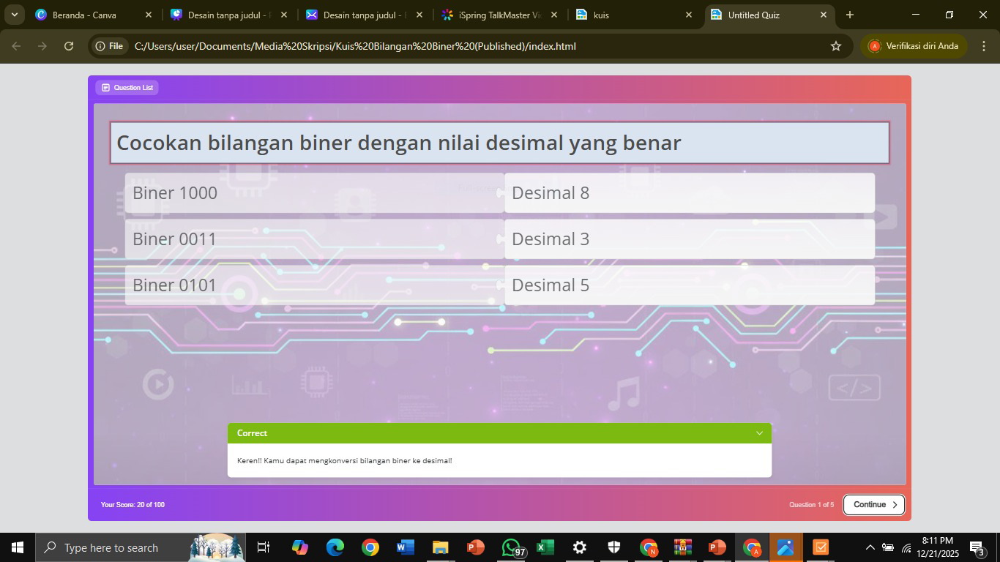 Beranda - Canva
Desain tanpa judul - 
Desain tanpa judul - 
iSpring TalkMaster Vi
kuis
Untitled Quiz
File
C:/Users/user/Documents/Media%20Skripsi/Kuis%20Bilangan%20Biner%20(Published)/index.html
Verifikasi diri Anda
Question List
Cocokan bilangan biner dengan nilai desimal yang benar
Biner 1000
Desimal 8
Biner 0011
Desimal 3
Biner 0101
Desimal 5
</>
Correct
Keren!! Kamu dapat mengkonversi bilangan biner ke desimal!
Your Score: 20 of 100
Question 1 of 5
Continue
Type here to search
97
8:11 PM
12/21/2025
3